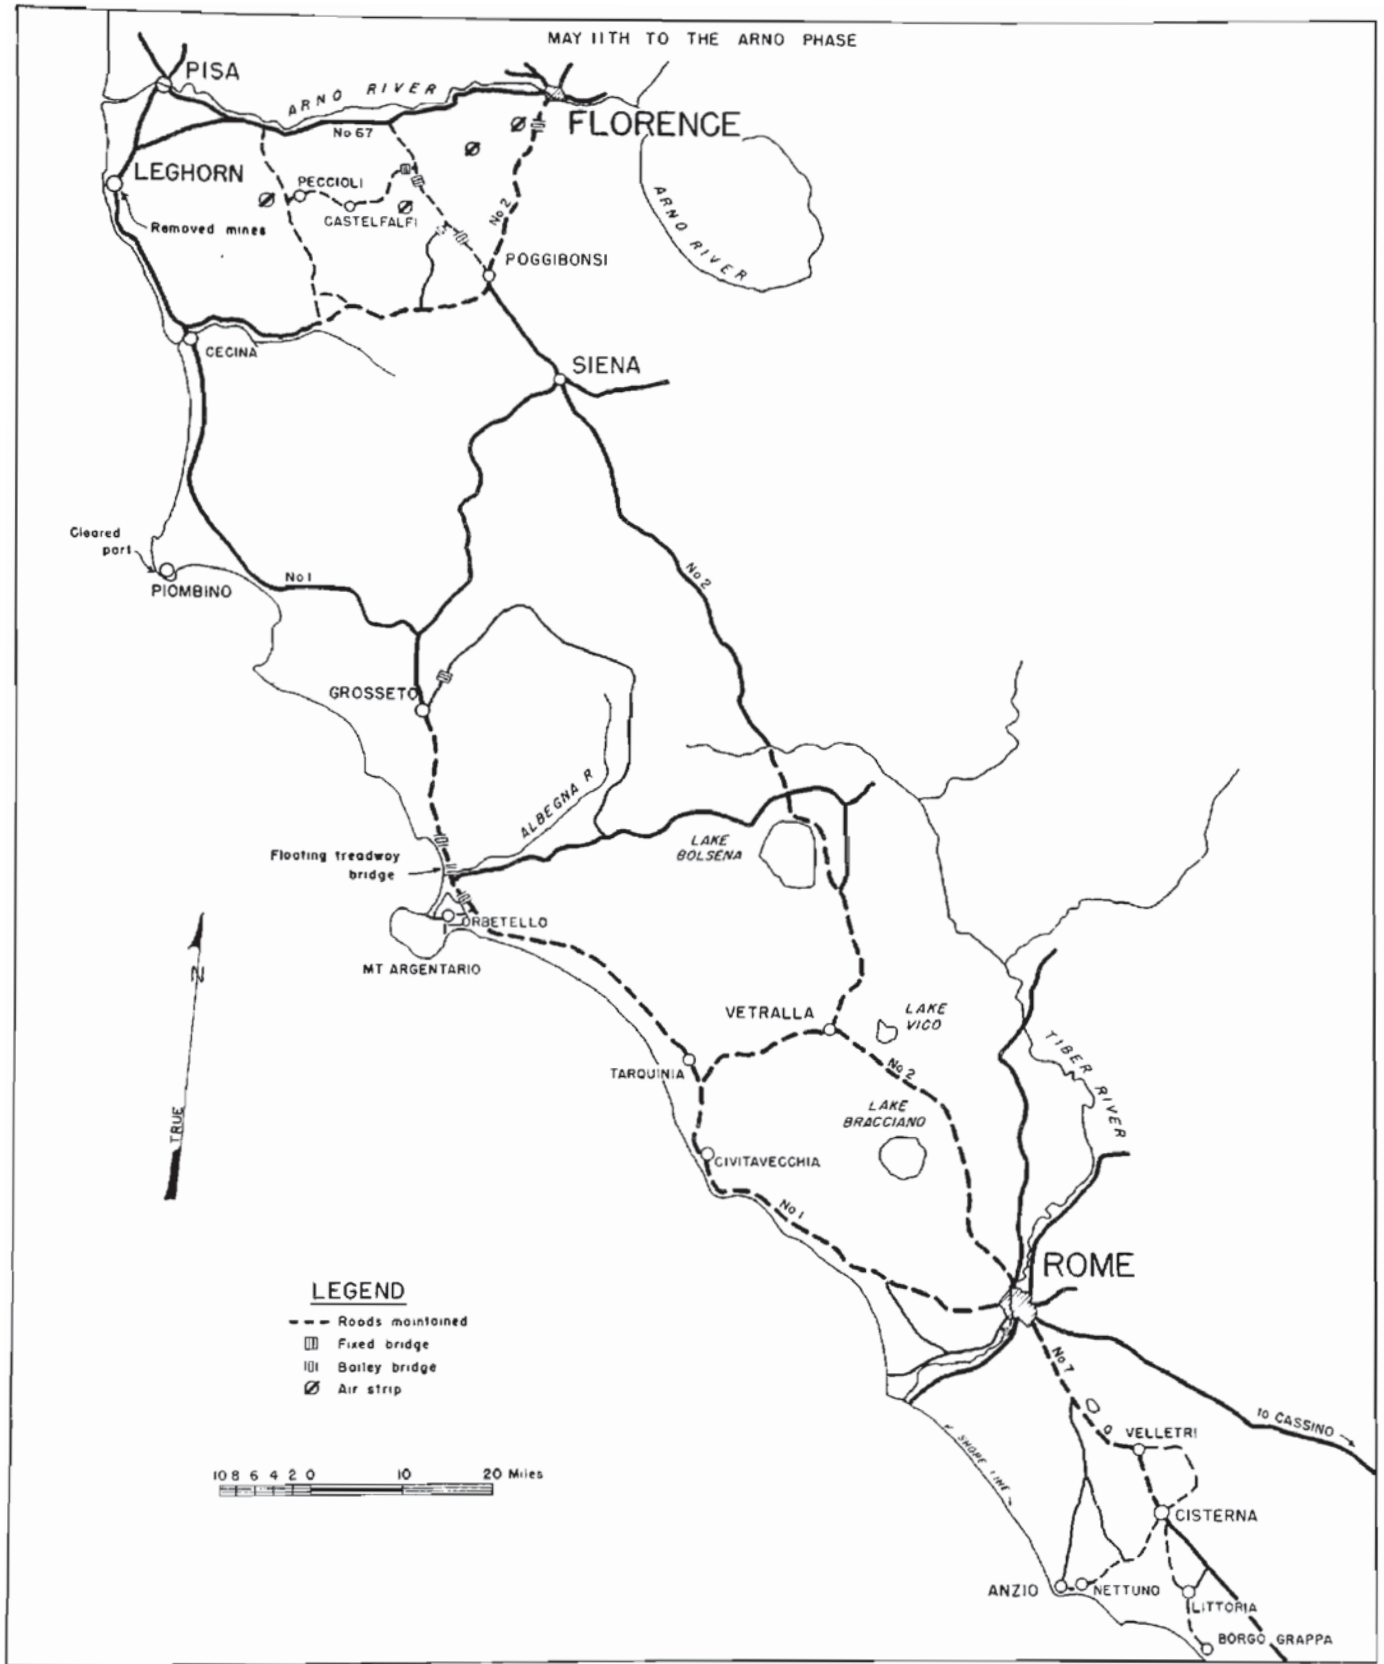 MAY 11TH TO THE ARNO PHASE
PISA
ARNO RIVER
FLORENCE
No 67
LEGHORN
PECCIOLI
CASTELFALFI
No 2
ARNO RIVER
Removed mines
POGGIBONSI
CECINA
SIENA
Cleared
port
PIOMBINO
No 1
No 2
GROSSETO
ALBEGNA R
LAKE
BOLSENA
Floating treadway
bridge
ORBETELLO
MT ARGENTARIO
N
TRUE
VETRALLA
LAKE
VICO
TARQUINIA
No 2
TIBER RIVER
LAKE
BRACCIANO
CIVITAVECCHIA
No 1
ROME
LEGEND
Roads maintained
Fixed bridge
Bailey bridge
Air strip
No 7
to CASSINO
VELLETRI
SHORE LINE
10 8 6 4 2 0 10 20 Miles
CISTERNA
ANZIO
NETTUNO
LITTORIA
BORGO GRAPPA